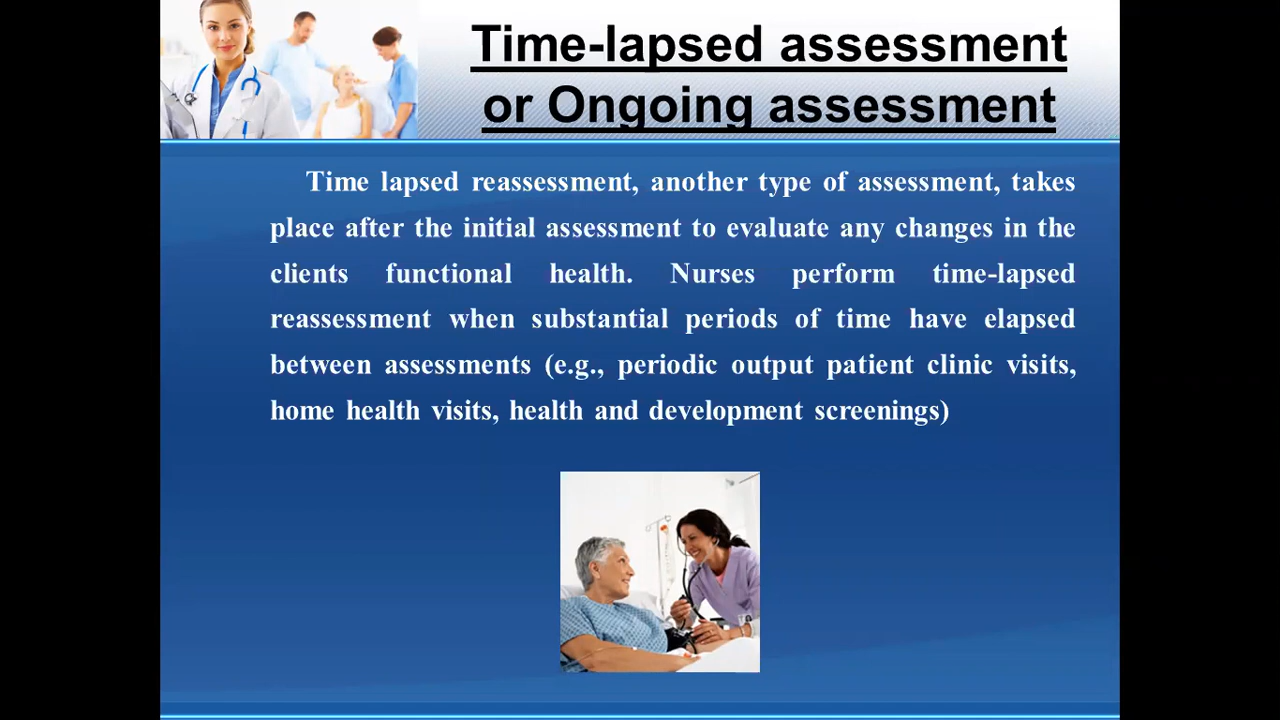 Time-lapsed assessment
or Ongoing assessment
Time lapsed reassessment, another type of assessment, takes
place after the initial assessment to evaluate any changes in the
clients functional health. Nurses perform time-lapsed
reassessment when substantial periods of time have elapsed
between assessments (e.g., periodic output patient clinic visits,
home health visits, health and development screenings)